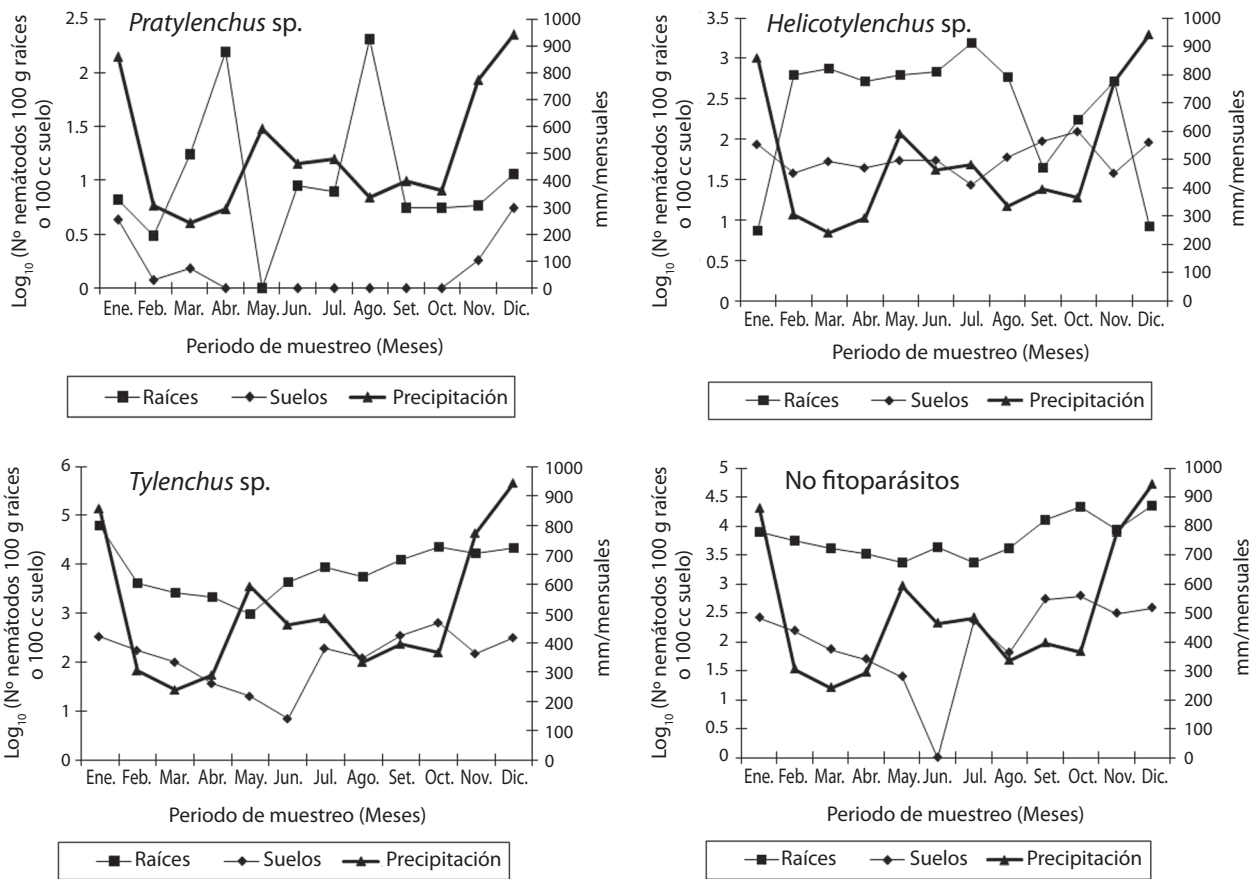 Pratylenchus sp.
Log10 (Nº nemátodos 100 g raíces
o 100 cc suelo)
2.5
2
1.5
1
0.5
0
1000
900
800
700
600
500
400
300
200
100
0
mm/mensuales
Ene. Feb. Mar. Abr. May. Jun. Jul. Ago. Set. Oct. Nov. Dic.
Periodo de muestreo (Meses)
Raíces Suelos Precipitación
Helicotylenchus sp.
Log10 (Nº nemátodos 100 g raíces
o 100 cc suelo)
3.5
3
2.5
2
1.5
1
0.5
0
1000
900
800
700
600
500
400
300
200
100
0
mm/mensuales
Ene. Feb. Mar. Abr. May. Jun. Jul. Ago. Set. Oct. Nov. Dic.
Periodo de muestreo (Meses)
Raíces Suelos Precipitación
Tylenchus sp.
Log10 (Nº nemátodos 100 g raíces
o 100 cc suelo)
6
5
4
3
2
1
0
1000
900
800
700
600
500
400
300
200
100
0
mm/mensuales
Ene. Feb. Mar. Abr. May. Jun. Jul. Ago. Set. Oct. Nov. Dic.
Periodo de muestreo (Meses)
Raíces Suelos Precipitación
No fitoparásitos
Log10 (Nº nemátodos 100 g raíces
o 100 cc suelo)
5
4.5
4
3.5
3
2.5
2
1.5
1
0.5
0
1000
900
800
700
600
500
400
300
200
100
0
mm/mensuales
Ene. Feb. Mar. Abr. May. Jun. Jul. Ago. Set. Oct. Nov. Dic.
Periodo de muestreo (Meses)
Raíces Suelos Precipitación